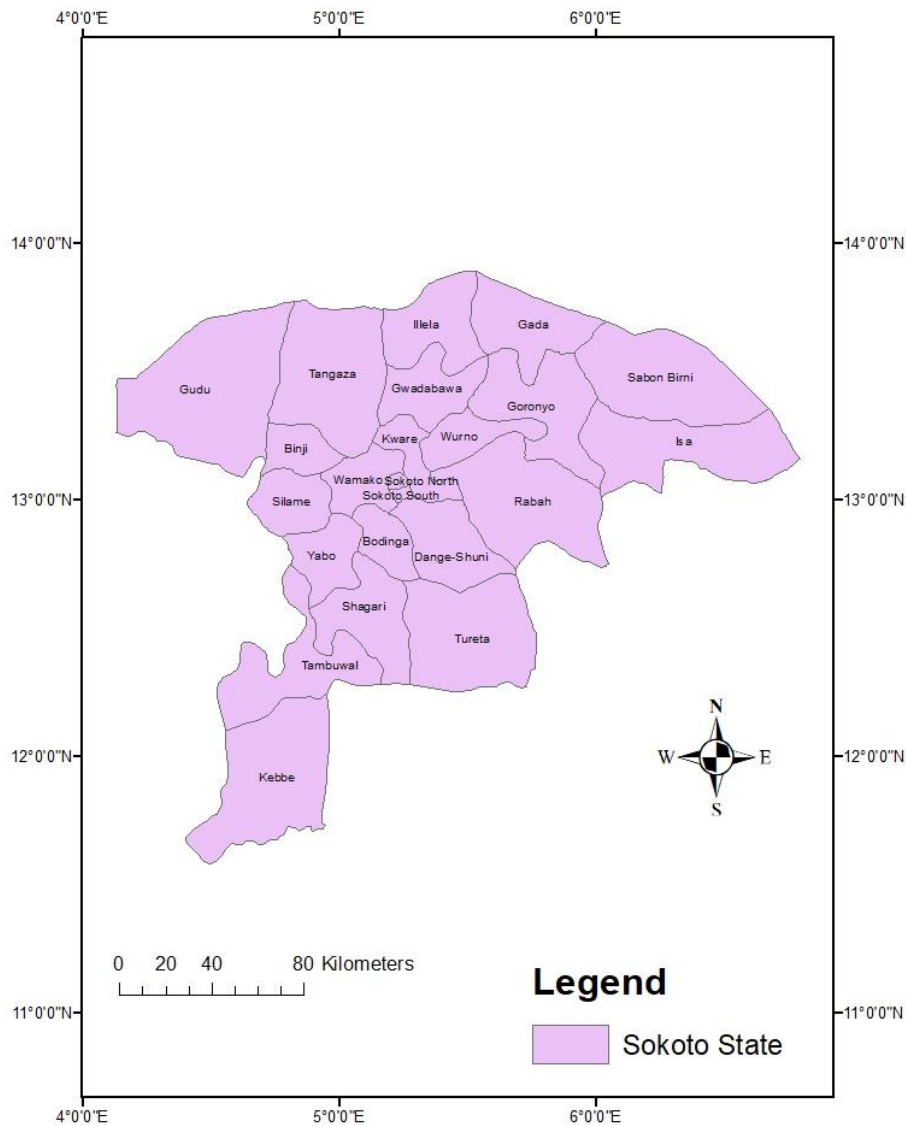 4°0'0"E 5°0'0"E 6°0'0"E
14°0'0"N 14°0'0"N
Illela Gada
Tangaza Sabon Birni
Gudu Gwadabawa
Goronyo
Kware Wurno Isa
Binji
Wamako Sokoto North
Silame Sokoto South Rabah
13°0'0"N 13°0'0"N
Bodinga
Yabo Dange-Shuni
Shagari
Tureta
Tambuwal
N
12°0'0"N W E 12°0'0"N
Kebbe
S
0 20 40 80 Kilometers
Legend
11°0'0"N 11°0'0"N
Sokoto State
4°0'0"E 5°0'0"E 6°0'0"E